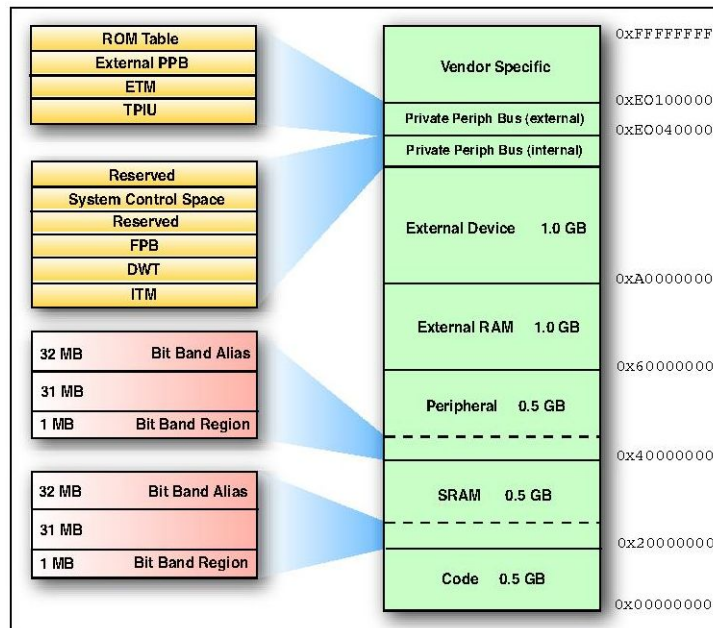 ROM Table
External PPB
ETM
TPIU
Reserved
System Control Space
Reserved
FPB
DWT
ITM
32 MB Bit Band Alias
31 MB
1 MB Bit Band Region
32 MB Bit Band Alias
31 MB
1 MB Bit Band Region
Vendor Specific
Private Periph Bus (external)
Private Periph Bus (internal)
External Device 1.0 GB
External RAM 1.0 GB
Peripheral 0.5 GB
SRAM 0.5 GB
Code 0.5 GB
0xFFFFFFFF
0xE0100000
0xE0040000
0xA0000000
0x60000000
0x40000000
0x20000000
0x00000000